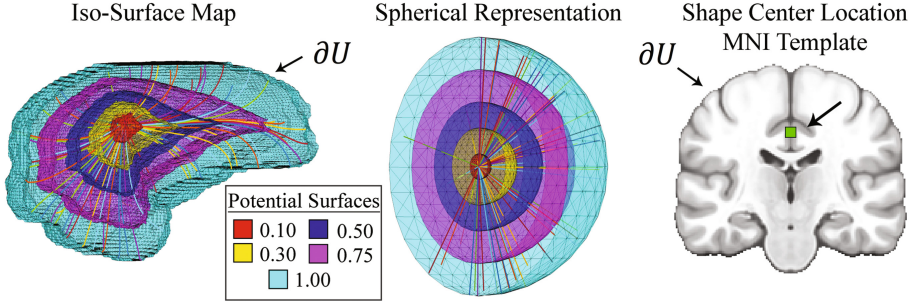 Iso-Surface Map
∂U
Spherical Representation
Shape Center Location
MNI Template
∂U
Potential Surfaces
0.10
0.50
0.30
0.75
1.00